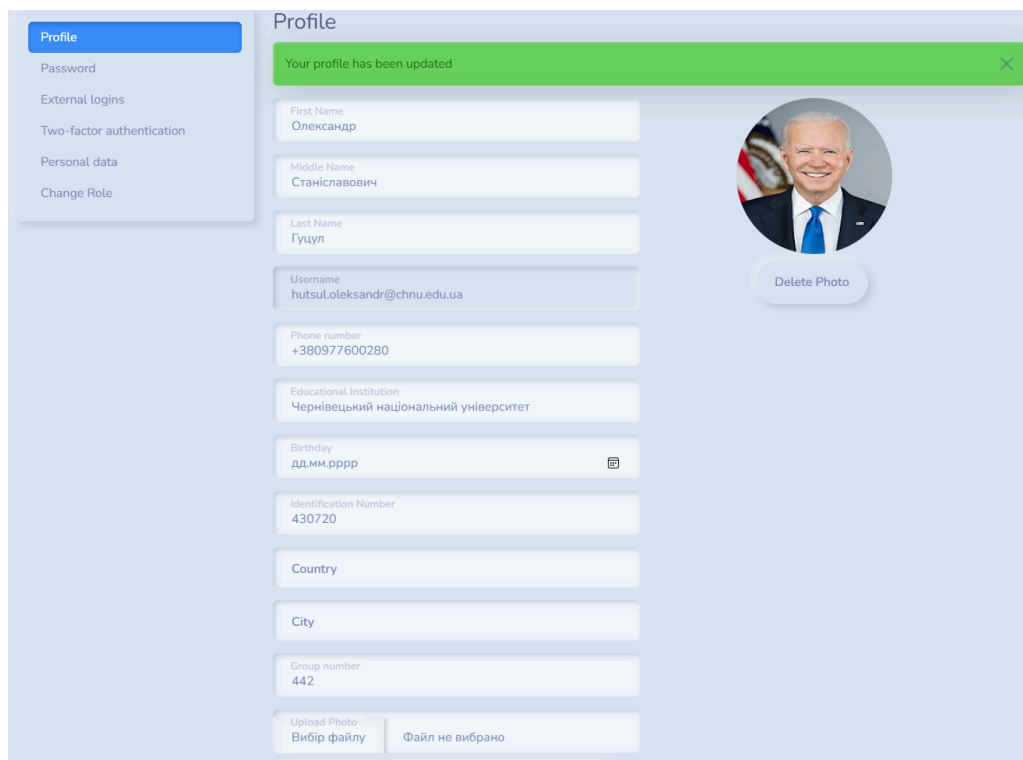 Profile
Password
External logins
Two-factor authentication
Personal data
Change Role
Profile
Your profile has been updated
First Name
Олександр
Middle Name
Станіславович
Last Name
Гуцул
Username
hutsul.oleksandr@chnu.edu.ua
Phone number
+380977600280
Educational Institution
Чернівецький національний університет
Birthday
дд.мм.рррр
Identification Number
430720
Country
City
Group number
442
Upload Photo
Вибір файлу Файл не вибрано
Delete Photo